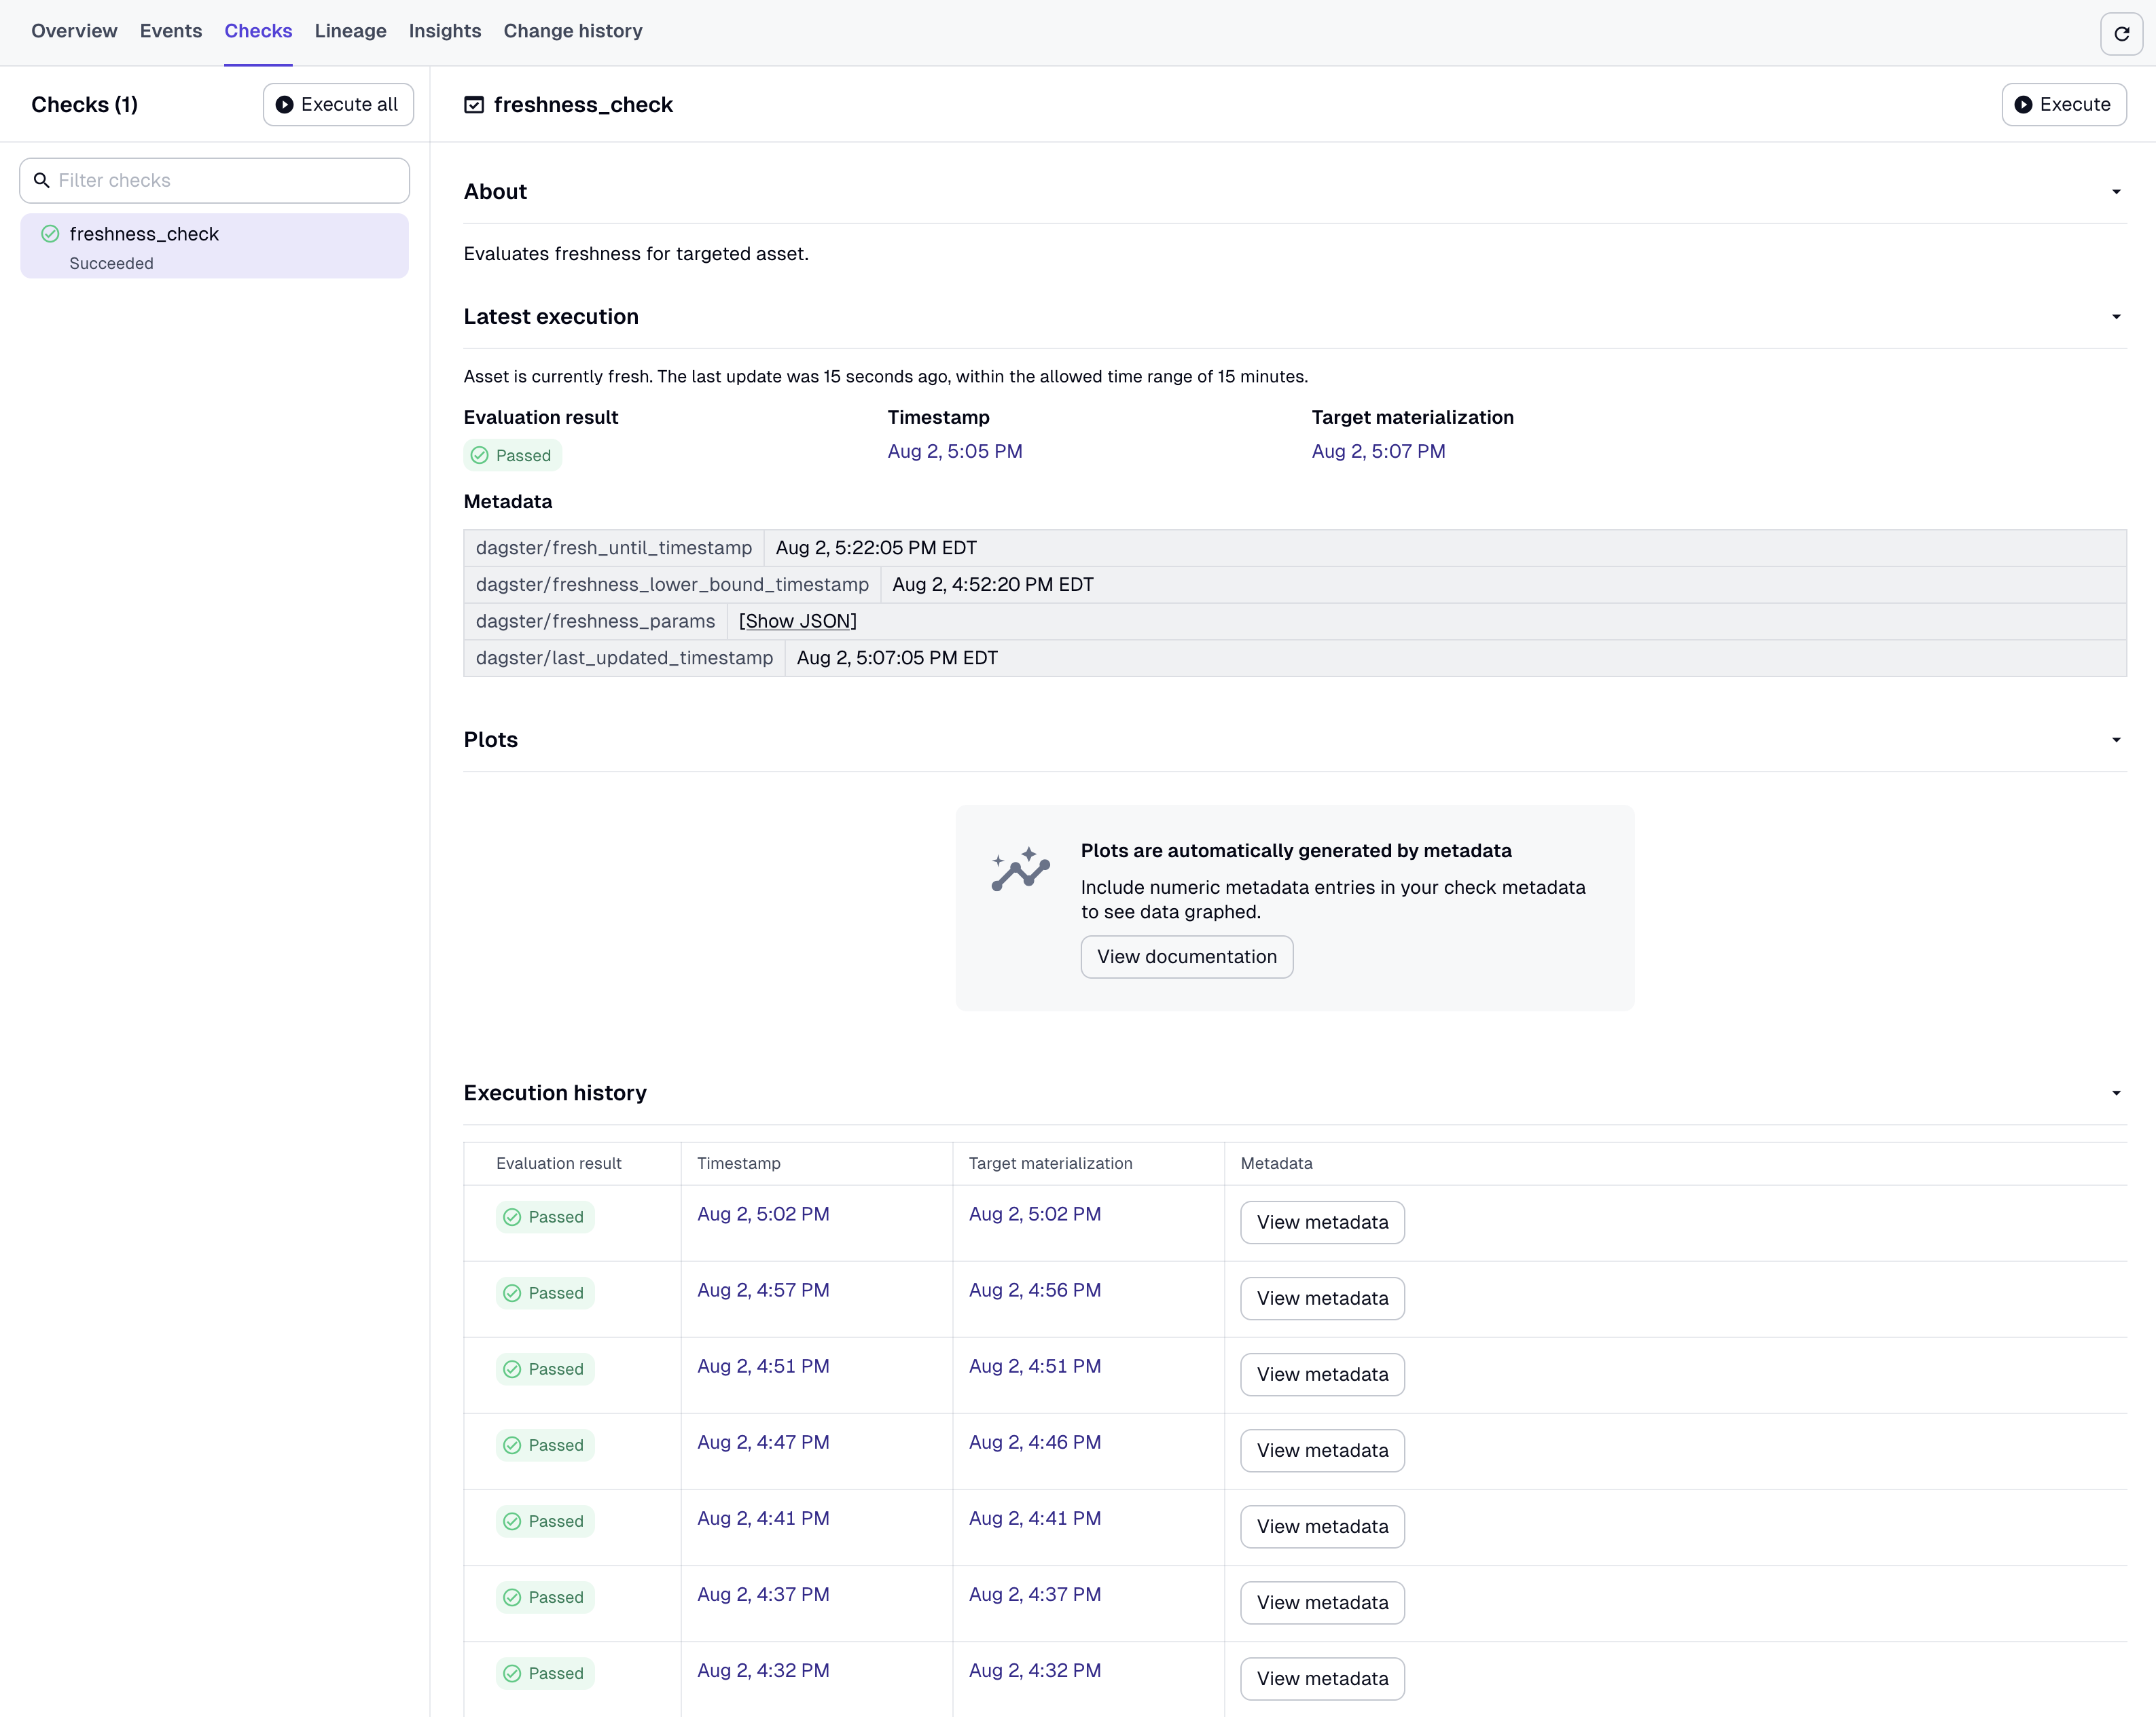 Overview Events Checks Lineage Insights Change history
Checks (1)
Execute all
freshness_check
Execute
Filter checks
freshness_check
Succeeded
About
Evaluates freshness for targeted asset.
Latest execution
Asset is currently fresh. The last update was 15 seconds ago, within the allowed time range of 15 minutes.
Evaluation result Timestamp Target materialization
Passed Aug 2, 5:05 PM Aug 2, 5:07 PM
Metadata
dagster/fresh_until_timestamp Aug 2, 5:22:05 PM EDT
dagster/freshness_lower_bound_timestamp Aug 2, 4:52:20 PM EDT
dagster/freshness_params [Show JSON]
dagster/last_updated_timestamp Aug 2, 5:07:05 PM EDT
Plots
Plots are automatically generated by metadata
Include numeric metadata entries in your check metadata
to see data graphed.
View documentation
Execution history
Evaluation result Timestamp Target materialization Metadata
Passed Aug 2, 5:02 PM Aug 2, 5:02 PM View metadata
Passed Aug 2, 4:57 PM Aug 2, 4:56 PM View metadata
Passed Aug 2, 4:51 PM Aug 2, 4:51 PM View metadata
Passed Aug 2, 4:47 PM Aug 2, 4:46 PM View metadata
Passed Aug 2, 4:41 PM Aug 2, 4:41 PM View metadata
Passed Aug 2, 4:37 PM Aug 2, 4:37 PM View metadata
Passed Aug 2, 4:32 PM Aug 2, 4:32 PM View metadata